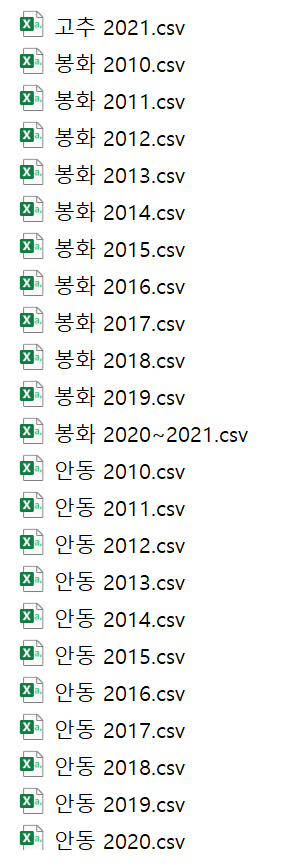 고추 2021.csv
봉화 2010.csv
봉화 2011.csv
봉화 2012.csv
봉화 2013.csv
봉화 2014.csv
봉화 2015.csv
봉화 2016.csv
봉화 2017.csv
봉화 2018.csv
봉화 2019.csv
봉화 2020~2021.csv
안동 2010.csv
안동 2011.csv
안동 2012.csv
안동 2013.csv
안동 2014.csv
안동 2015.csv
안동 2016.csv
안동 2017.csv
안동 2018.csv
안동 2019.csv
안동 2020.csv